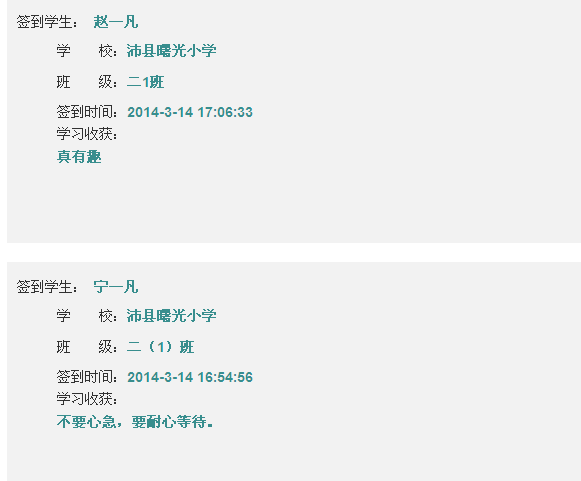 签到学生： 赵一凡
学　　校：沛县曙光小学
班　　级：二1班
签到时间：2014-3-14 17:06:33
学习收获：
真有趣
签到学生： 宁一凡
学　　校：沛县曙光小学
班　　级：二（1）班
签到时间：2014-3-14 16:54:56
学习收获：
不要心急，要耐心等待。